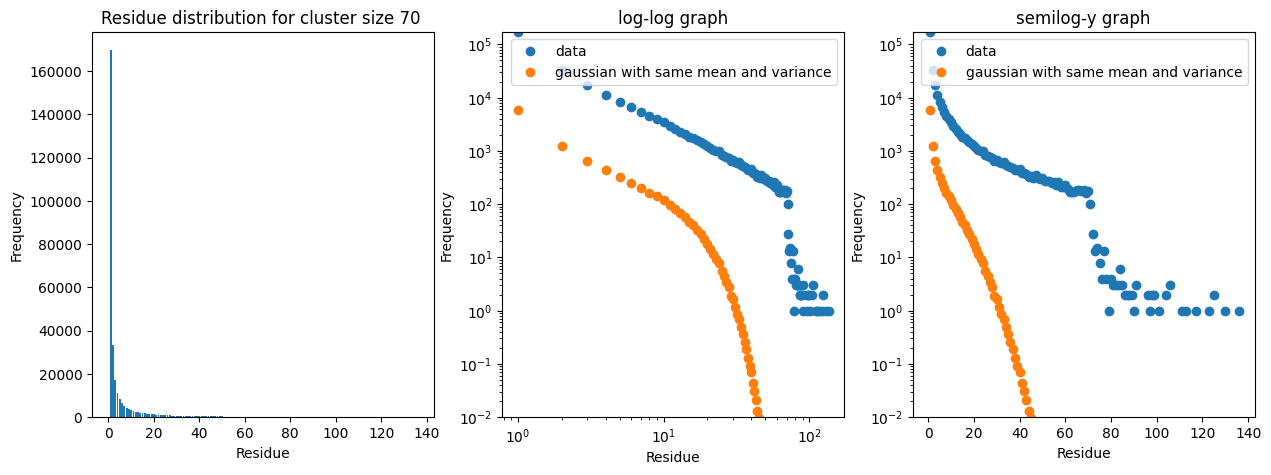 Residue distribution for cluster size 70
160000
140000
120000
100000
80000
60000
40000
20000
0
Frequency
0 20 40 60 80 100 120 140
Residue
log-log graph
data
gaussian with same mean and variance
10^5
10^4
10^3
10^2
10^1
10^0
10^-1
10^-2
Frequency
10^0 10^1 10^2
Residue
semilog-y graph
data
gaussian with same mean and variance
10^5
10^4
10^3
10^2
10^1
10^0
10^-1
10^-2
Frequency
0 20 40 60 80 100 120 140
Residue